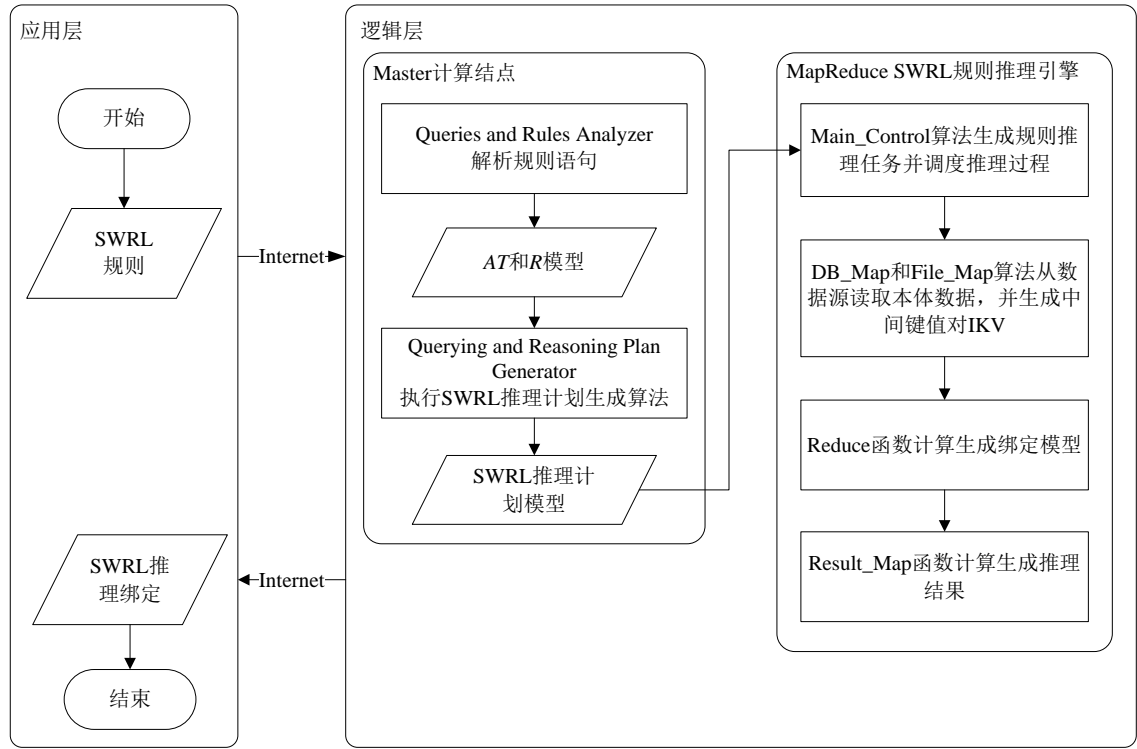 应用层
开始
SWRL
规则
Internet
逻辑层
Master计算结点
Queries and Rules Analyzer
解析规则语句
AT和R模型
Querying and Reasoning Plan
Generator
执行SWRL推理计划生成算法
SWRL推理计
划模型
MapReduce SWRL规则推理引擎
Main_Control算法生成规则推
理任务并调度推理过程
DB_Map和File_Map算法从数
据源读取本体数据，并生成中
间键值对IKV
Reduce函数计算生成绑定模型
Result_Map函数计算生成推理
结果
Internet
SWRL推
理绑定
结束